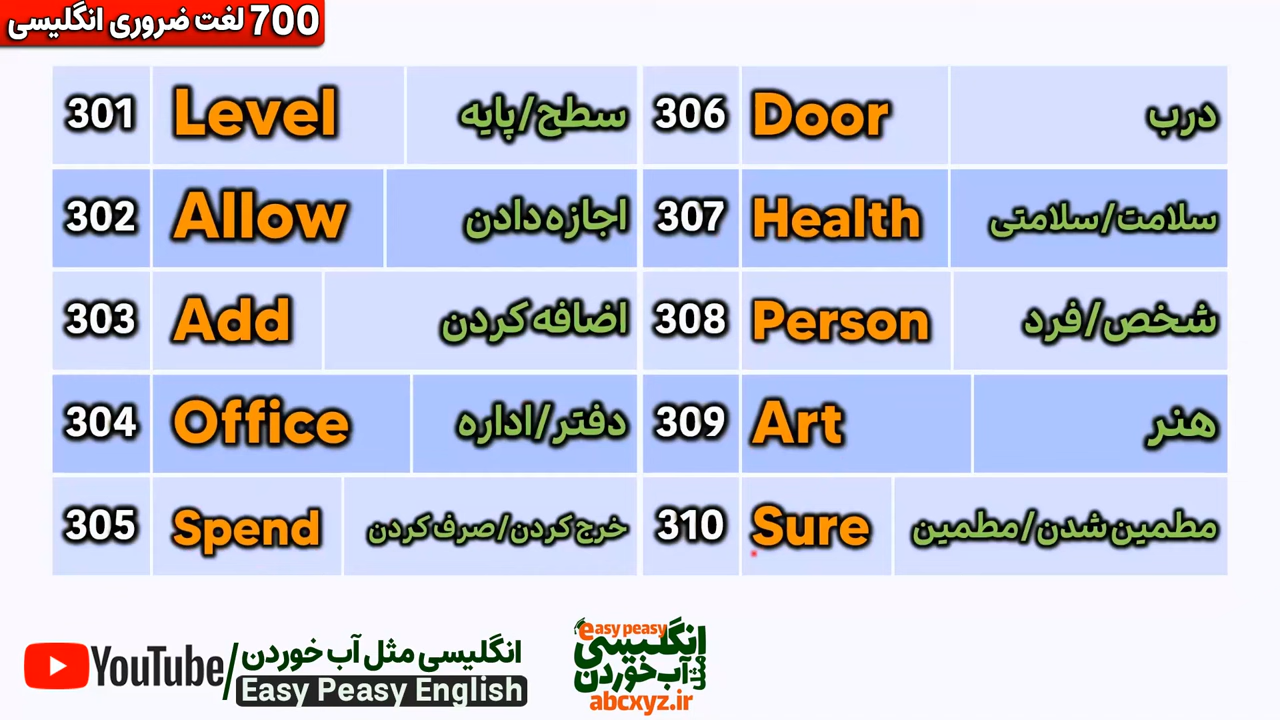 700 لغت ضروری انگلیسی
301 Level سطح/پایه
302 Allow اجازه دادن
303 Add اضافه کردن
304 Office دفتر/اداره
305 Spend خرج کردن/صرف کردن
306 Door درب
307 Health سلامت/سلامتی
308 Person شخص/فرد
309 Art هنر
310 Sure مطمین شدن/مطمین
YouTube/انگلیسی مثل آب خوردن
Easy Peasy English
easy peasy
انگلیسی
مثل آب خوردن
abcxyz.ir